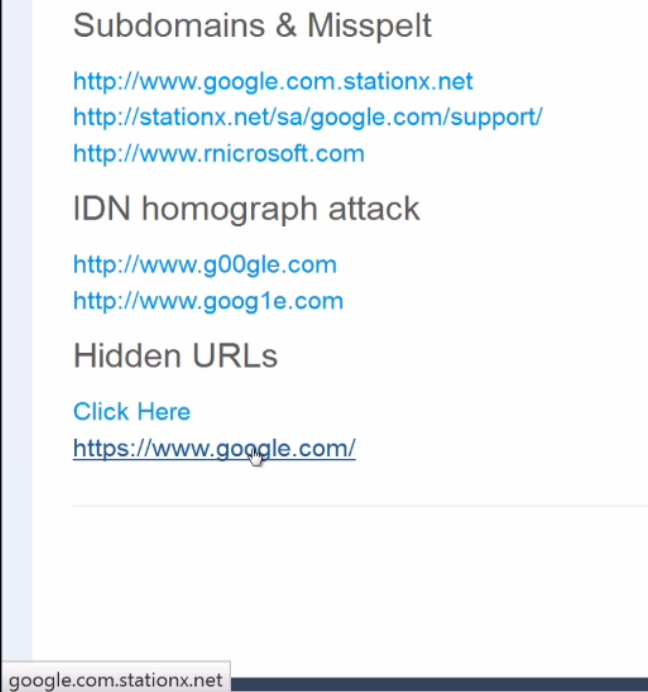 Subdomains & Misspelt
http://www.google.com.stationx.net
http://stationx.net/sa/google.com/support/
http://www.rnicrosoft.com
IDN homograph attack
http://www.g00gle.com
http://www.goog1e.com
Hidden URLs
Click Here
https://www.google.com/
google.com.stationx.net